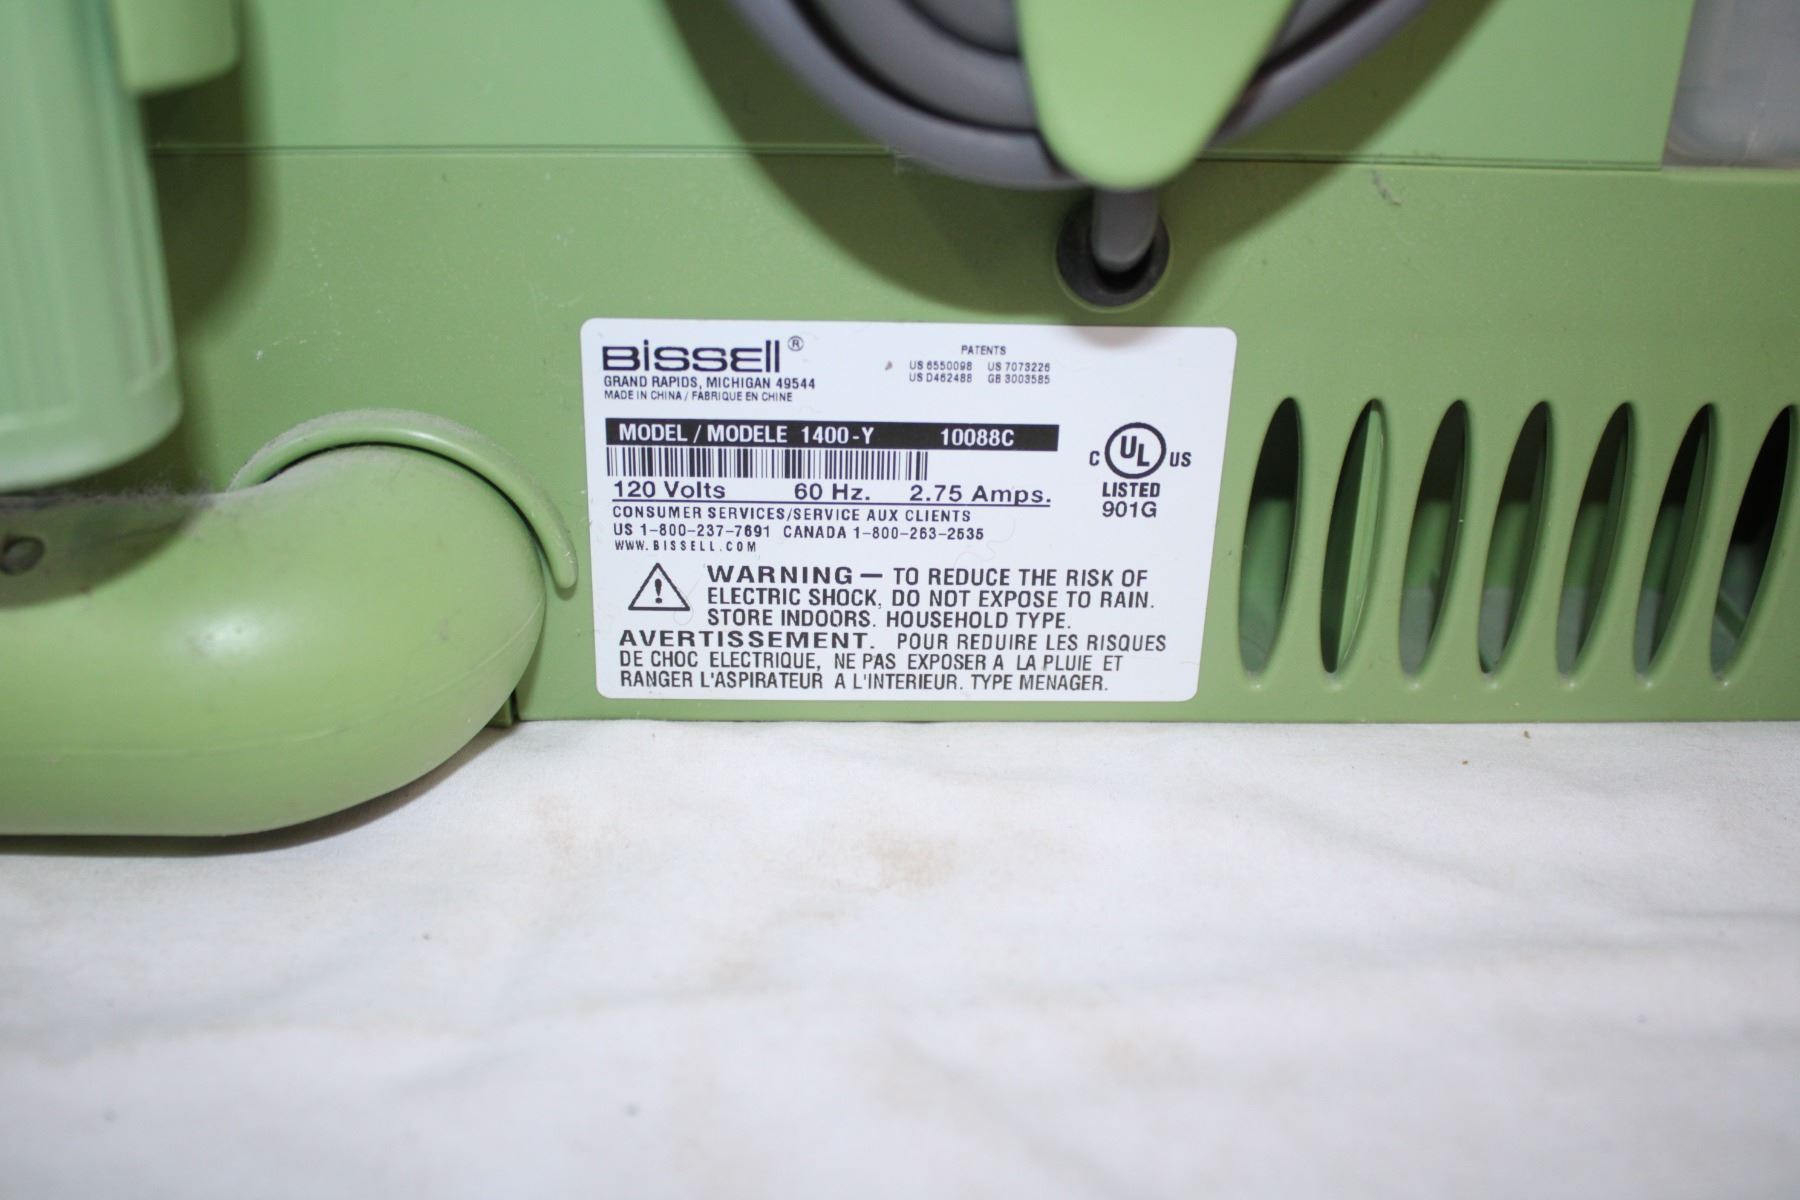 BiSSEll®
GRAND RAPIDS, MICHIGAN 49544
MADE IN CHINA / FABRIQUE EN CHINE
PATENTS
US 6550098 US 7073226
US D462488 GB 3003585
MODEL / MODELE 1400-Y 10088C
120 Volts 60 Hz. 2.75 Amps.
CONSUMER SERVICES/SERVICE AUX CLIENTS
US 1-800-237-7691 CANADA 1-800-263-2535
WWW.BISSELL.COM
C UL US
LISTED
901G
WARNING — TO REDUCE THE RISK OF
ELECTRIC SHOCK, DO NOT EXPOSE TO RAIN.
STORE INDOORS. HOUSEHOLD TYPE.
AVERTISSEMENT. POUR REDUIRE LES RISQUES
DE CHOC ELECTRIQUE, NE PAS EXPOSER A LA PLUIE ET
RANGER L'ASPIRATEUR A L'INTERIEUR. TYPE MENAGER.